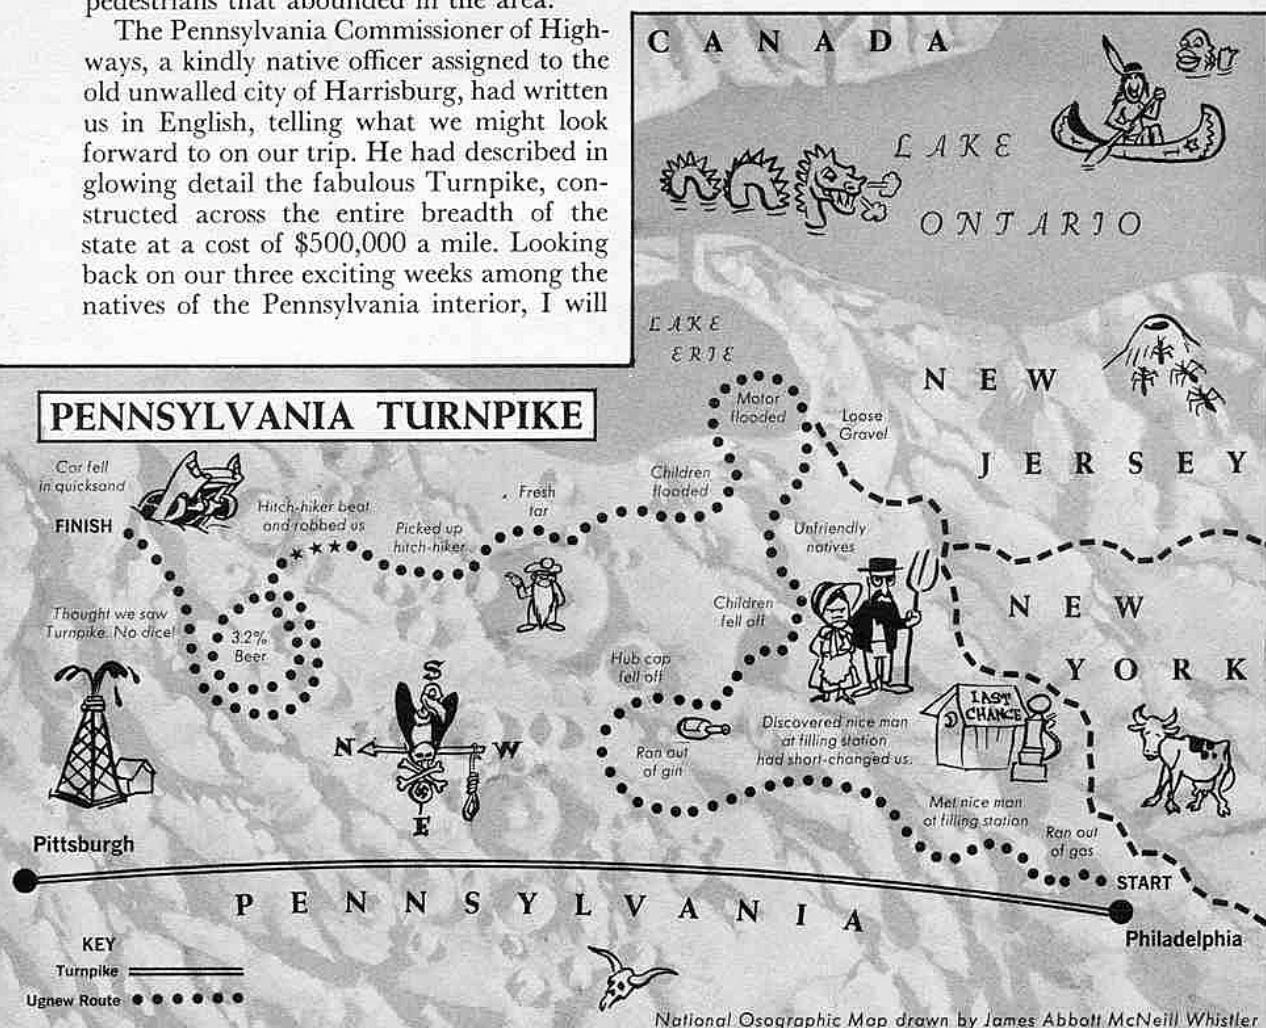 pedestrians that abounded in the area.
The Pennsylvania Commissioner of High-
ways, a kindly native officer assigned to the
old unwalled city of Harrisburg, had written
us in English, telling what we might look
forward to on our trip. He had described in
glowing detail the fabulous Turnpike, con-
structed across the entire breadth of the
state at a cost of $500,000 a mile. Looking
back on our three exciting weeks among the
natives of the Pennsylvania interior, I will
CANADA
LAKE
ONTARIO
LAKE
ERIE
NEW
JERSEY
PENNSYLVANIA TURNPIKE
Motor
flooded
Loose
Gravel
Car fell
in quicksand
FINISH
Hitch-hiker beat
and robbed us
Picked up
hitch-hiker
Fresh
tar
Children
flooded
Unfriendly
natives
Thought we saw
Turnpike. No dice!
3.2%
Beer
Children
fell off
NEW
YORK
Hub cap
fell off
S
N
W
E
Ran out
of gin
Discovered nice man
at filling station
had short-changed us.
LAST
CHANCE
Met nice man
at filling station
Ran out
of gas
START
Pittsburgh
PENNSYLVANIA
Philadelphia
KEY
Turnpike
Ugnew Route
National Osographic Map drawn by James Abbott McNeill Whistler